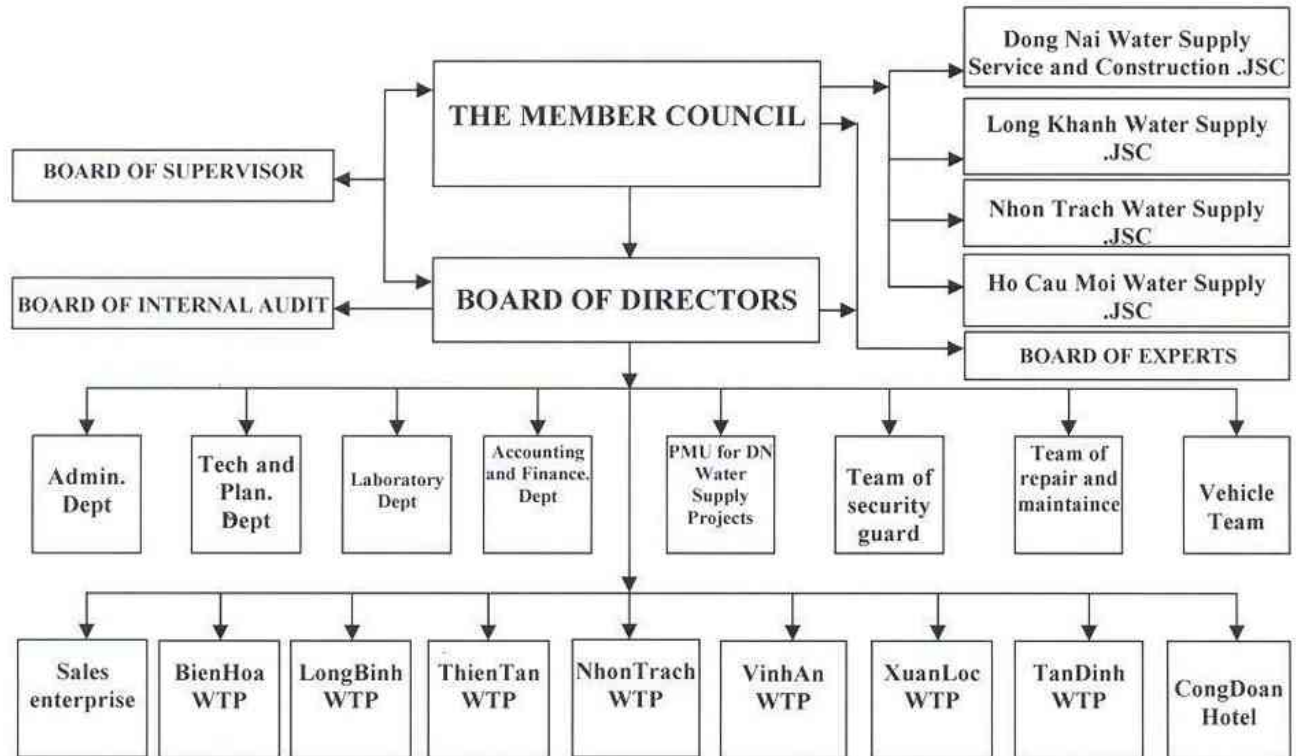 Dong Nai Water Supply
Service and Construction .JSC
THE MEMBER COUNCIL
Long Khanh Water Supply
.JSC
BOARD OF SUPERVISOR
Nhon Trach Water Supply
.JSC
BOARD OF INTERNAL AUDIT
BOARD OF DIRECTORS
Ho Cau Moi Water Supply
.JSC
BOARD OF EXPERTS
Admin.
Dept
Tech and
Plan.
Dept
Laboratory
Dept
Accounting
and Finance.
Dept
PMU for DN
Water
Supply
Projects
Team of
security
guard
Team of
repair and
maintaince
Vehicle
Team
Sales
enterprise
BienHoa
WTP
LongBinh
WTP
ThienTan
WTP
NhonTrach
WTP
VinhAn
WTP
XuanLoc
WTP
TanDinh
WTP
CongDoan
Hotel